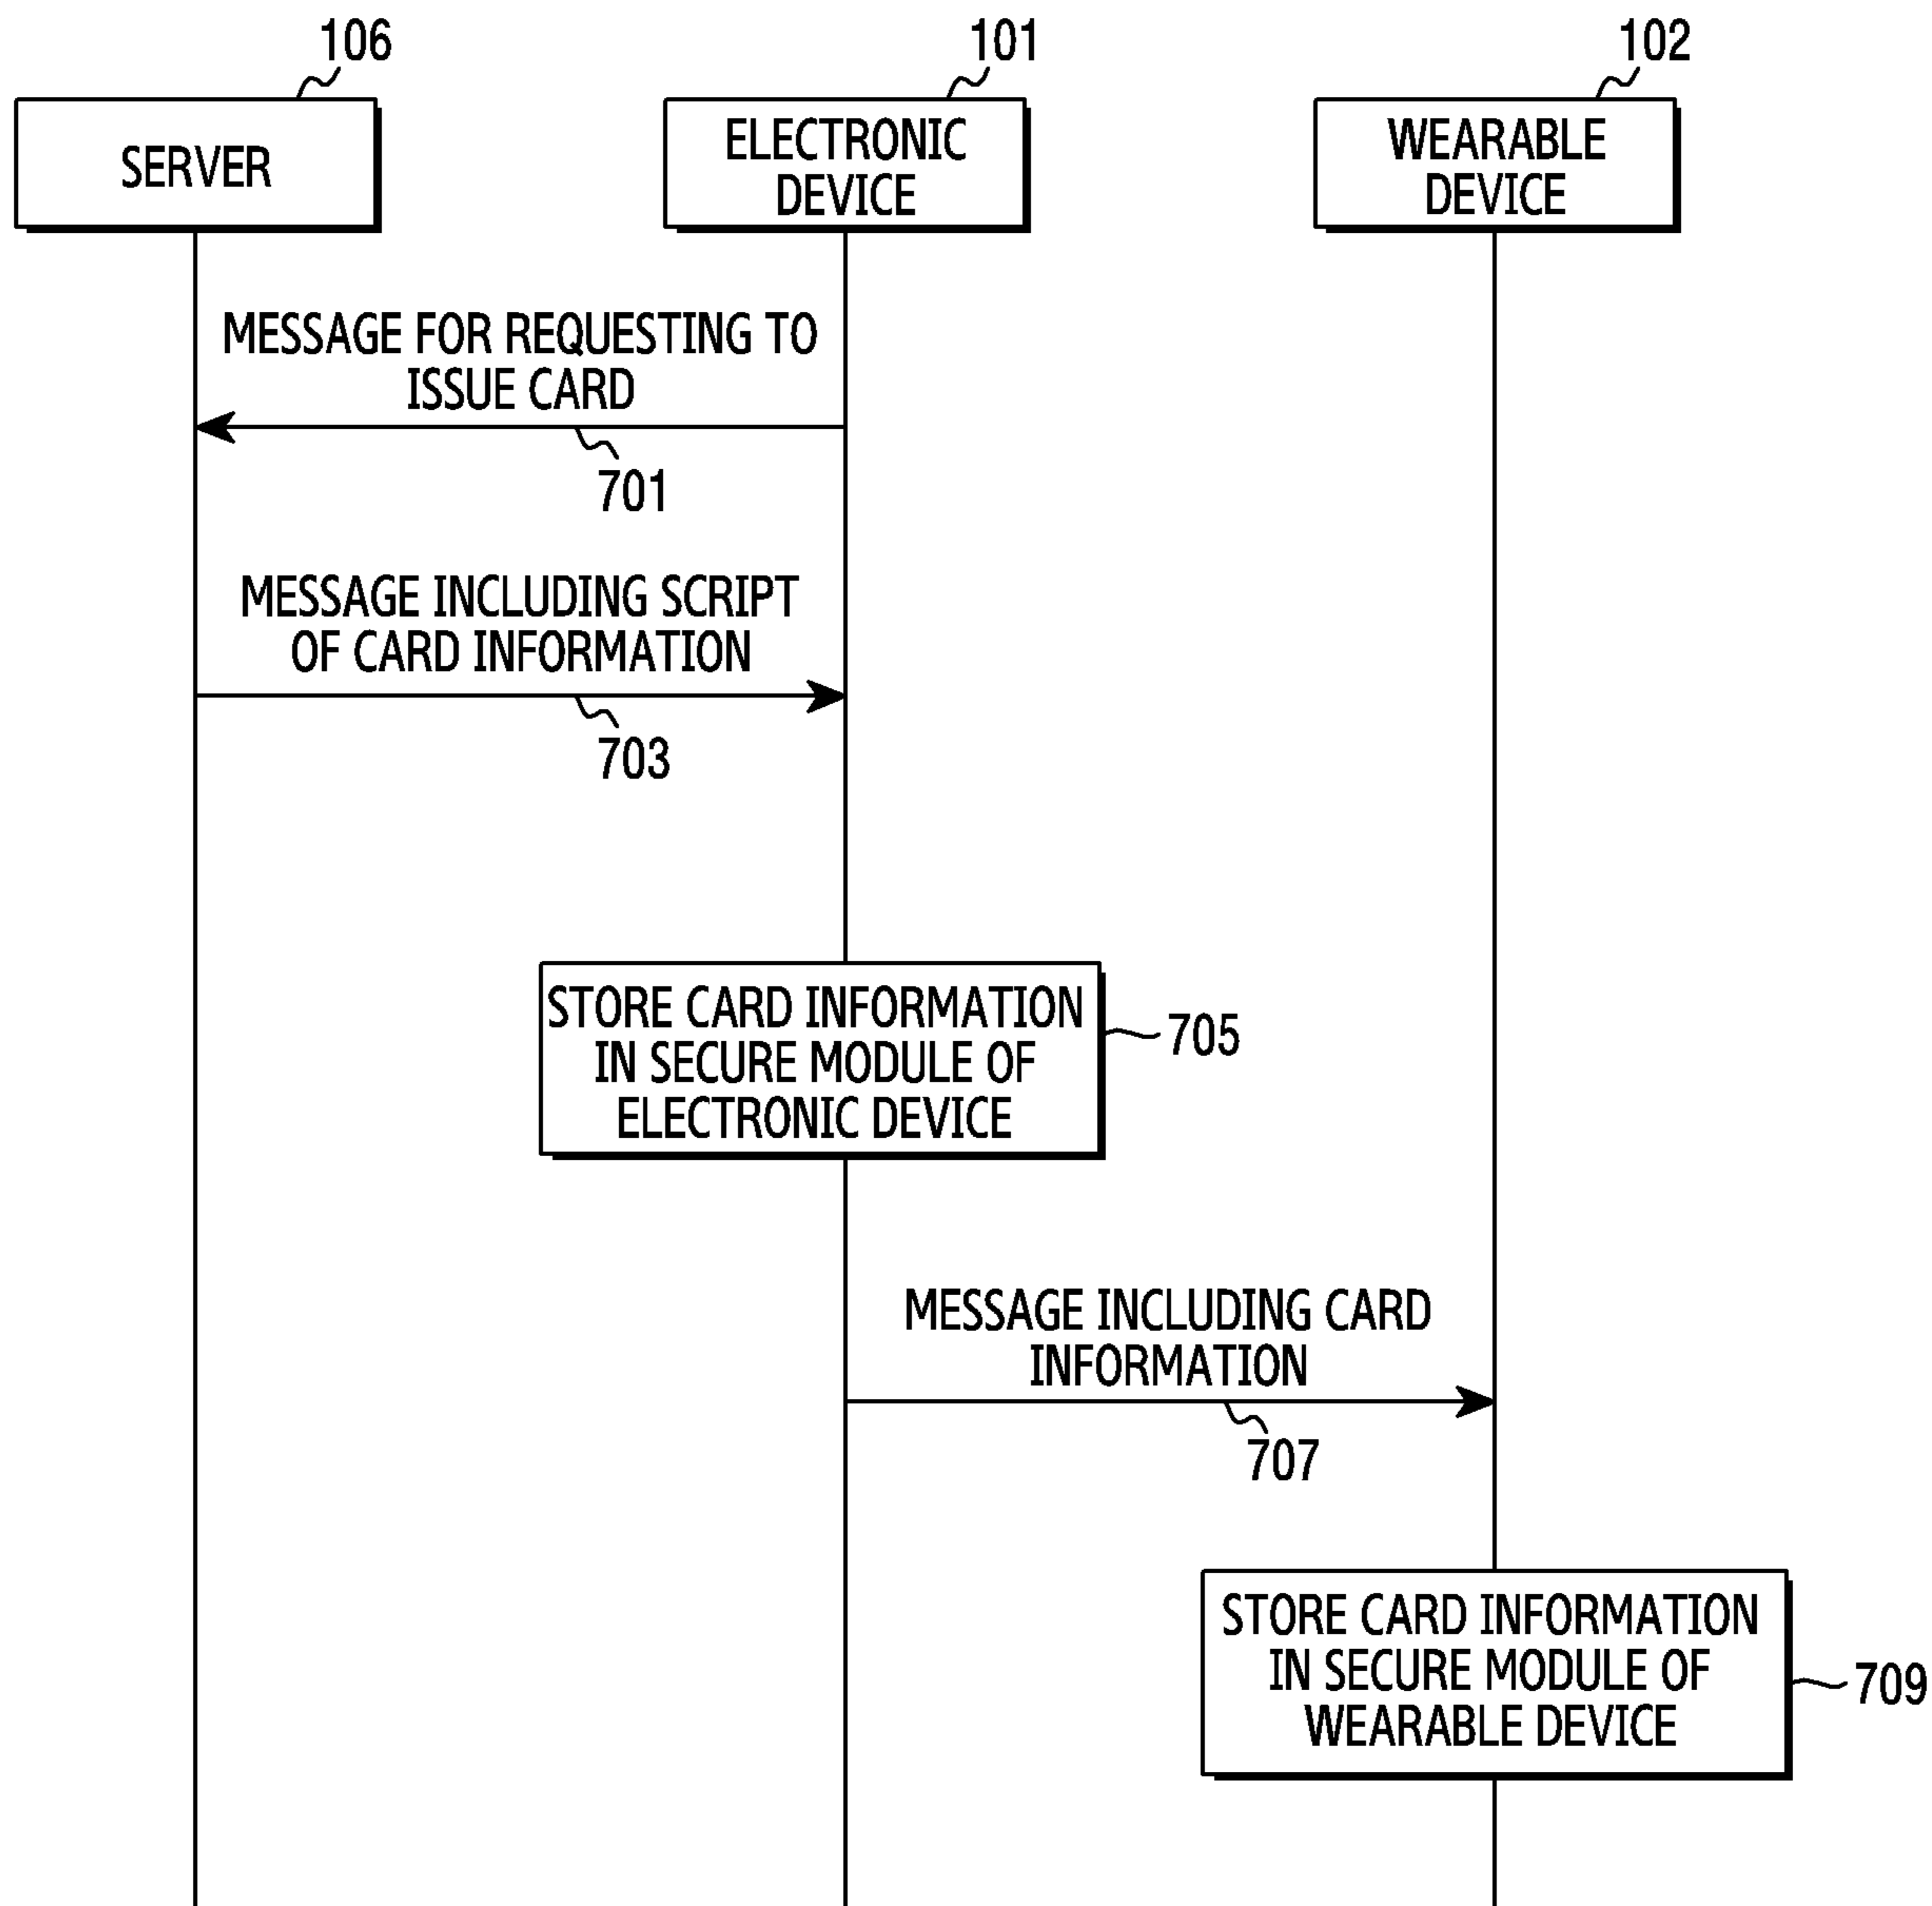 106
101
102
SERVER
ELECTRONIC
DEVICE
WEARABLE
DEVICE
MESSAGE FOR REQUESTING TO
ISSUE CARD
701
MESSAGE INCLUDING SCRIPT
OF CARD INFORMATION
703
STORE CARD INFORMATION
IN SECURE MODULE OF
ELECTRONIC DEVICE
705
MESSAGE INCLUDING CARD
INFORMATION
707
STORE CARD INFORMATION
IN SECURE MODULE OF
WEARABLE DEVICE
709